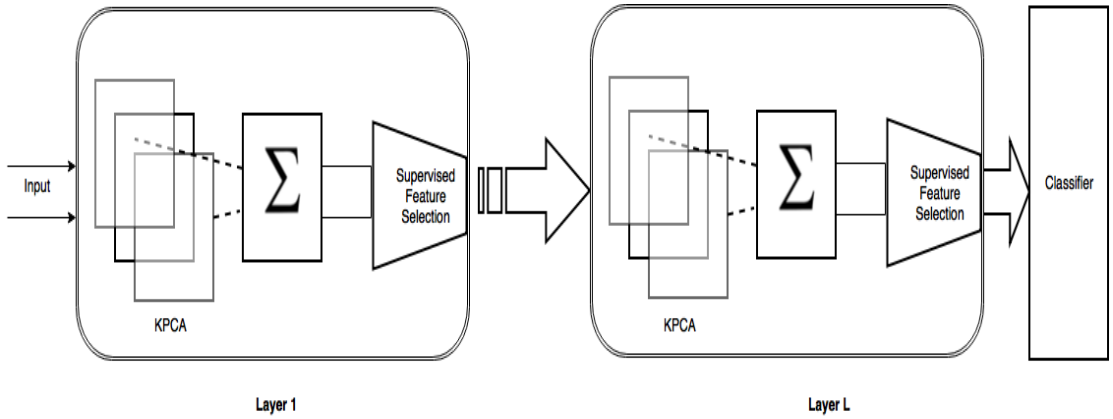 Input
KPCA
Σ
Supervised
Feature
Selection
Layer 1
KPCA
Σ
Supervised
Feature
Selection
Layer L
Classifier